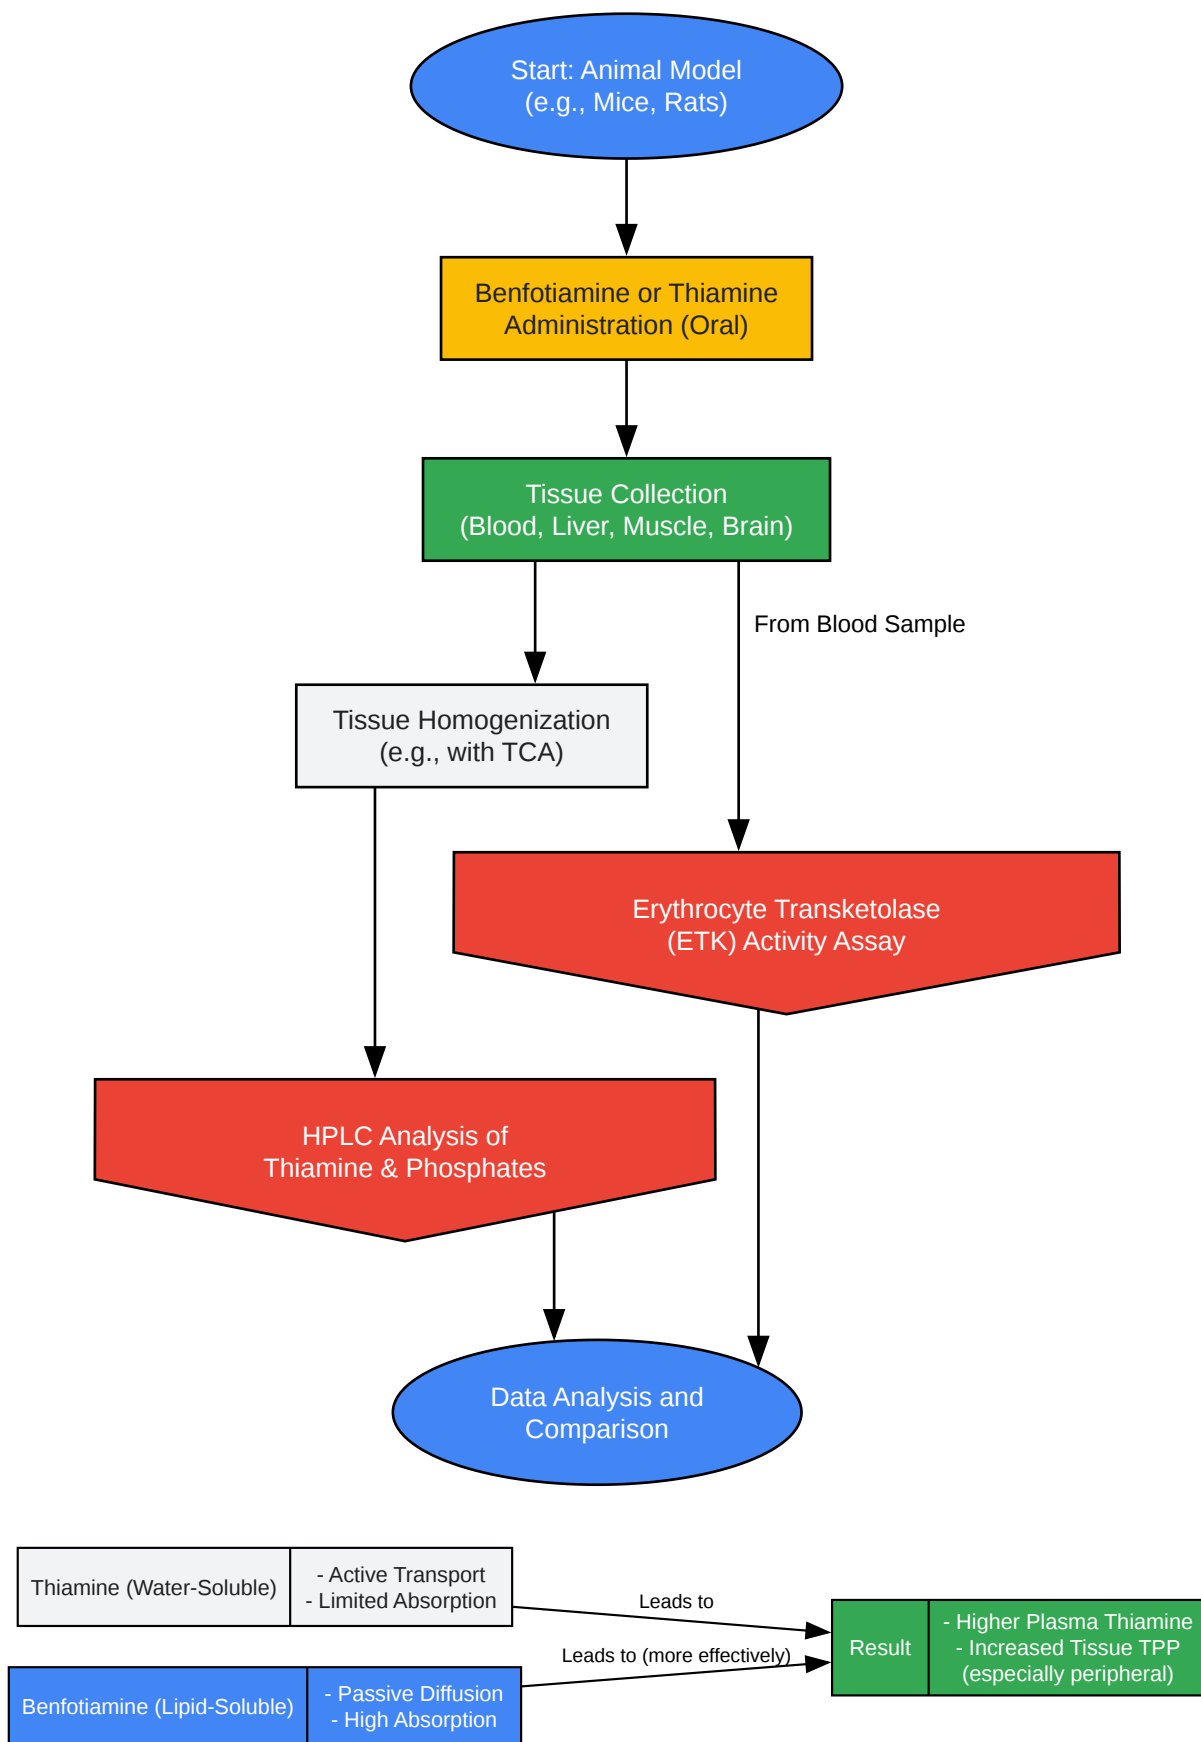 Start: Animal Model
(e.g., Mice, Rats)
Benfotiamine or Thiamine
Administration (Oral)
Tissue Collection
(Blood, Liver, Muscle, Brain)
From Blood Sample
Tissue Homogenization
(e.g., with TCA)
Erythrocyte Transketolase
(ETK) Activity Assay
HPLC Analysis of
Thiamine & Phosphates
Data Analysis and
Comparison
Thiamine (Water-Soluble)
- Active Transport
- Limited Absorption
Leads to
Leads to (more effectively)
Benfotiamine (Lipid-Soluble)
- Passive Diffusion
- High Absorption
Result
- Higher Plasma Thiamine
- Increased Tissue TPP
(especially peripheral)